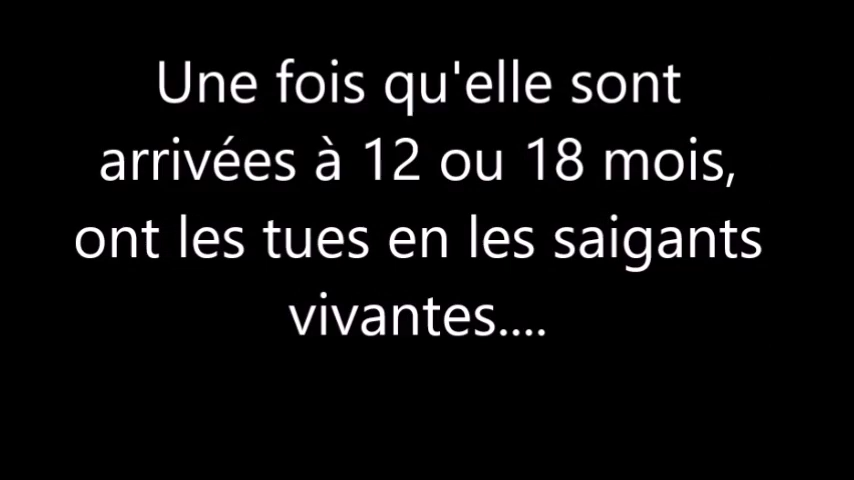 Une fois qu'elle sont
arrivées à 12 ou 18 mois,
ont les tues en les saigants
vivantes....